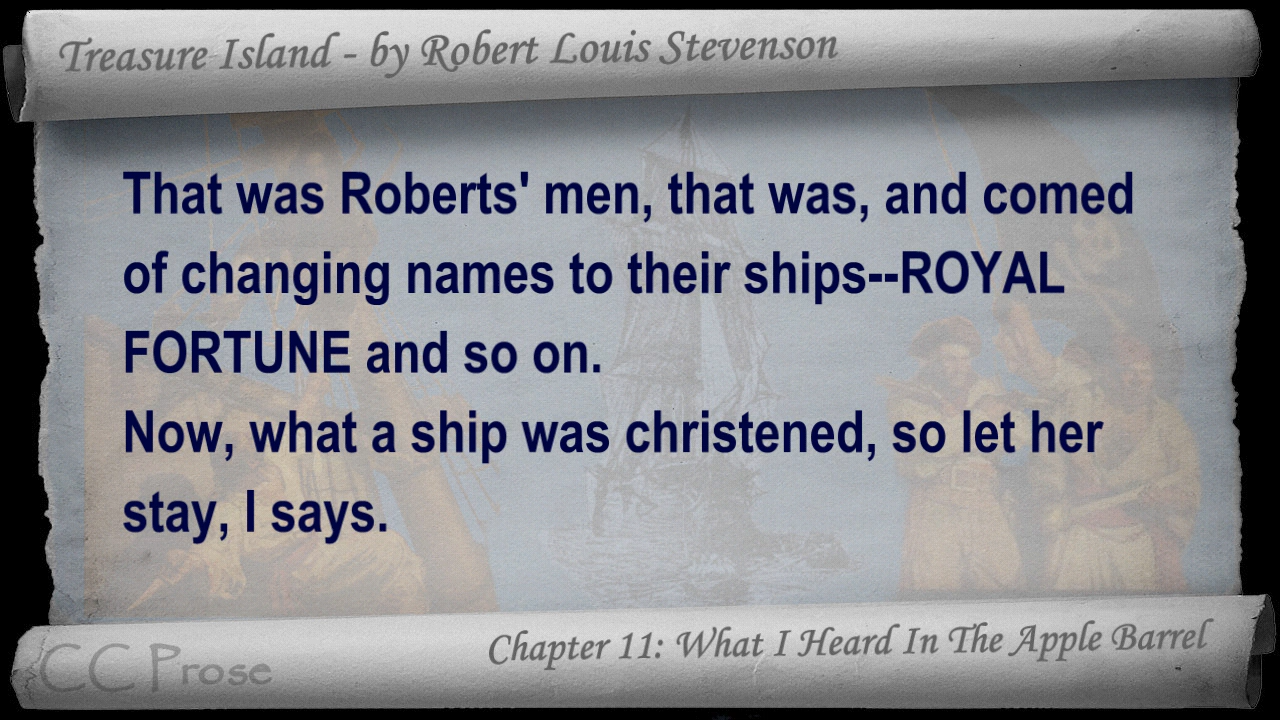 Treasure Island - by Robert Louis Stevenson
That was Roberts' men, that was, and comed
of changing names to their ships--ROYAL
FORTUNE and so on.
Now, what a ship was christened, so let her
stay, I says.
Chapter 11: What I Heard In The Apple Barrel
CC Prose